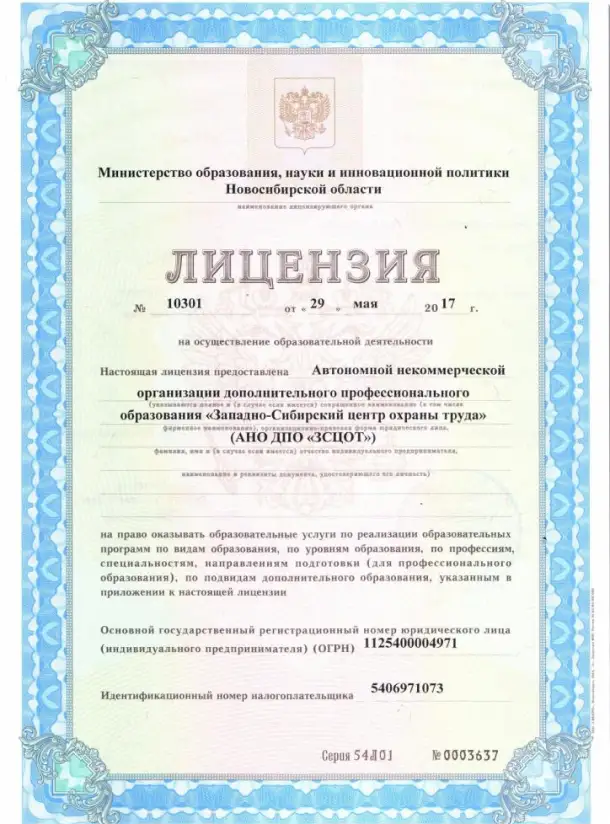 Министерство образования, науки и инновационной политики
Новосибирской области
наименование лицензирующего органа
ЛИЦЕНЗИЯ
№ 10301 от « 29 » мая 2017 г.
на осуществление образовательной деятельности
Настоящая лицензия предоставлена Автономной некоммерческой
организации дополнительного профессионального
(указываются полное и (в случае если имеется) сокращенное наименование (в том числе
образования «Западно-Сибирский центр охраны труда»
фирменное наименование), организационно-правовая форма юридического лица,
(АНО ДПО «ЗСЦОТ»)
фамилия, имя и (в случае если имеется) отчество индивидуального предпринимателя,
наименование и реквизиты документа, удостоверяющего его личность)
на право оказывать образовательные услуги по реализации образовательных
программ по видам образования, по уровням образования, по профессиям,
специальностям, направлениям подготовки (для профессионального
образования), по подвидам дополнительного образования, указанным в
приложении к настоящей лицензии
Основной государственный регистрационный номер юридического лица
(индивидуального предпринимателя) (ОГРН) 1125400004971
Идентификационный номер налогоплательщика 5406971073
Серия 54Л01 № 0003637